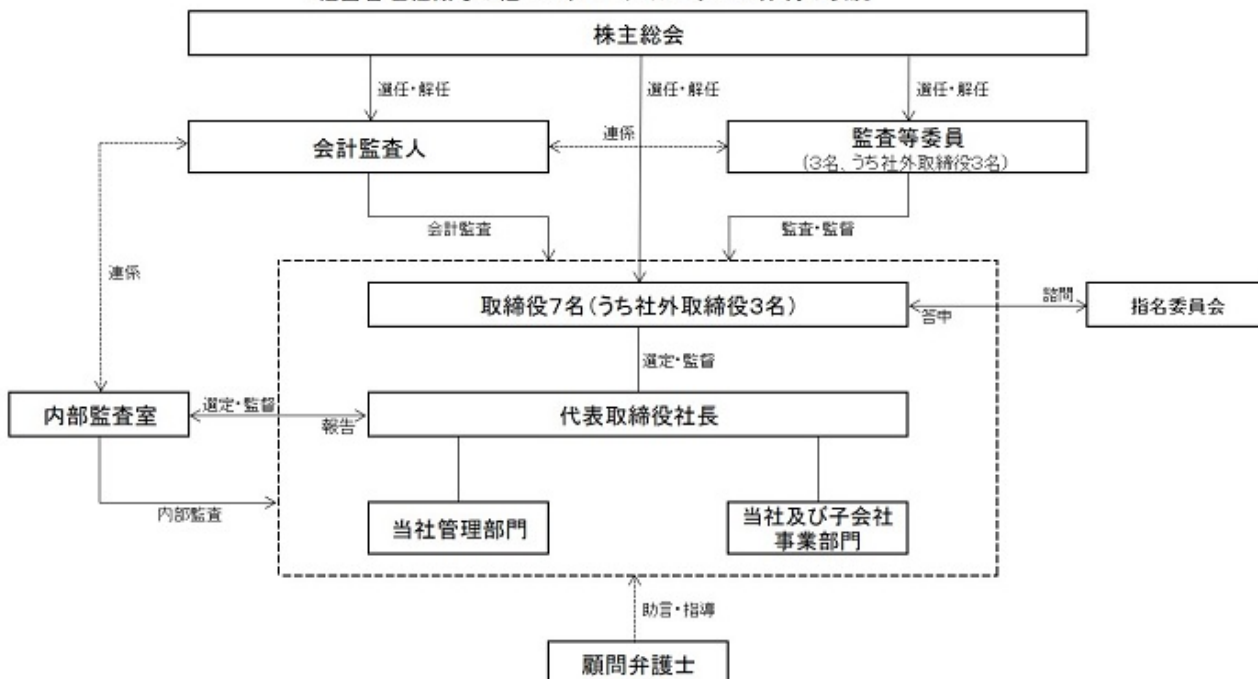 株主総会
選任・解任
選任・解任
選任・解任
会計監査人
連係
監査等委員
(3名、うち社外取締役3名)
会計監査
監査・監督
連係
取締役7名(うち社外取締役3名)
諮問
答申
指名委員会
選定・監督
内部監査室
選定・監督
報告
代表取締役社長
内部監査
当社管理部門
当社及び子会社
事業部門
助言・指導
顧問弁護士